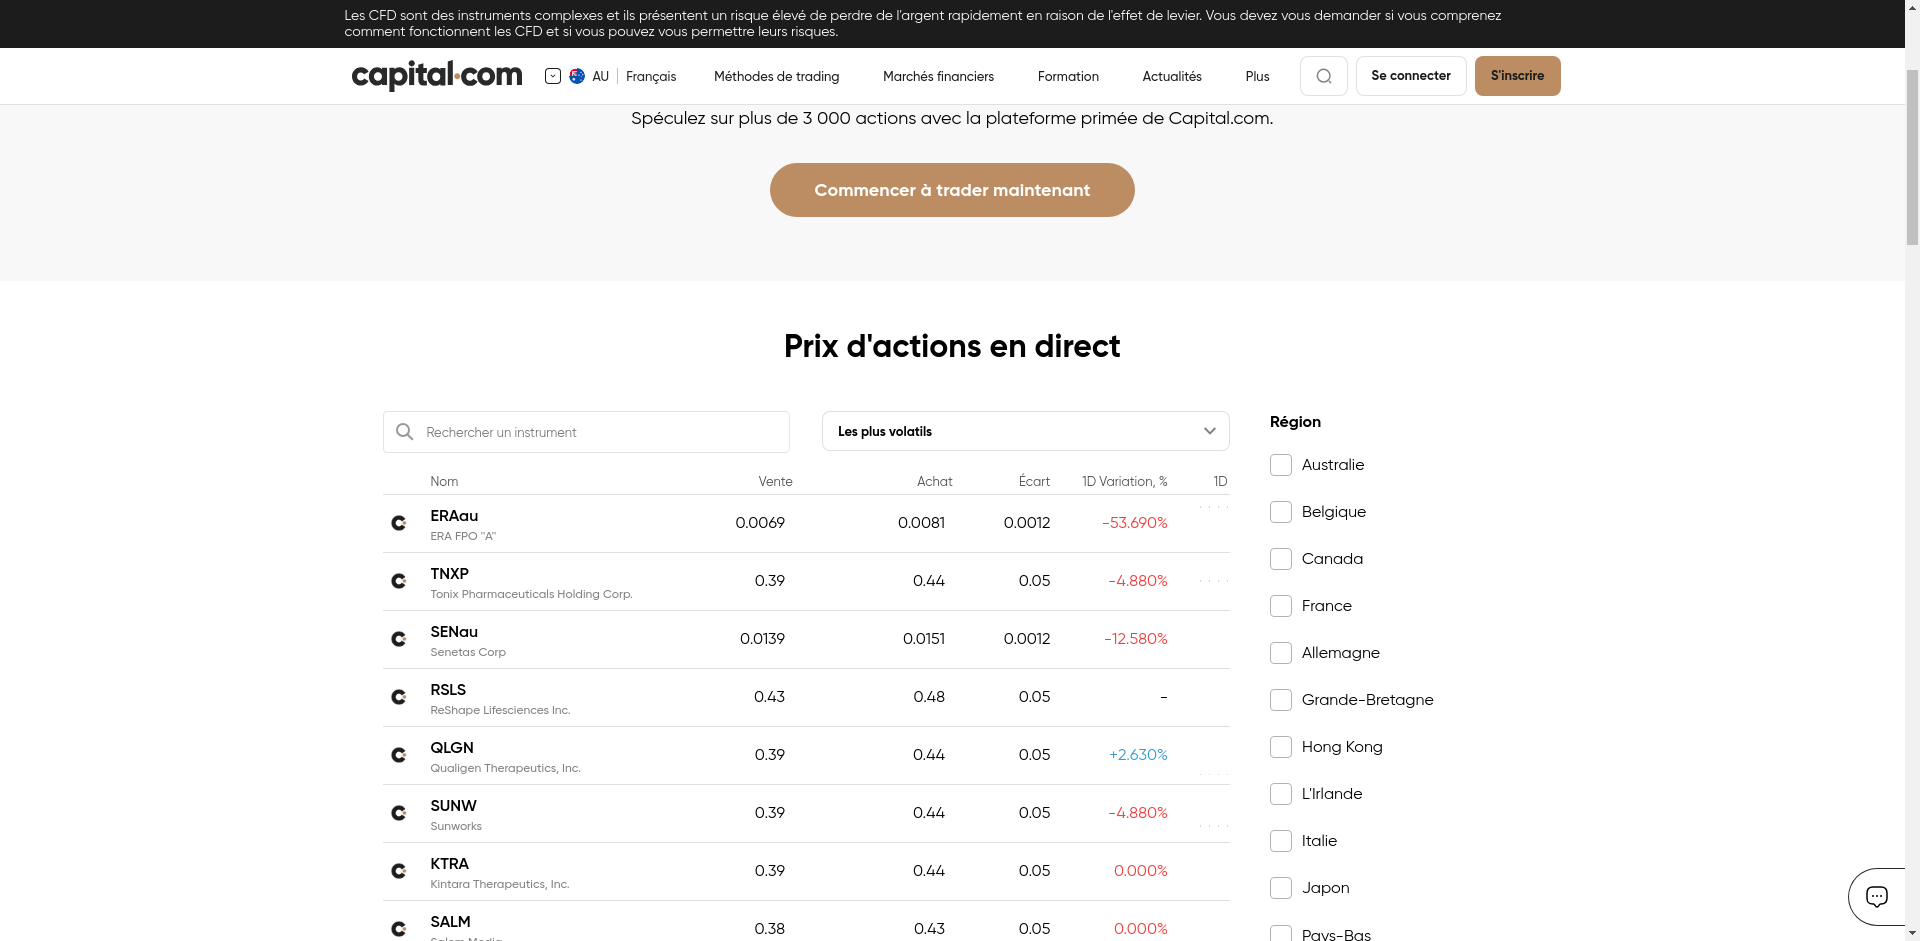 Les CFD sont des instruments complexes et ils présentent un risque élevé de perdre de l'argent rapidement en raison de l'effet de levier. Vous devez vous demander si vous comprenez
comment fonctionnent les CFD et si vous pouvez vous permettre leurs risques.
capital.com AU Français Méthodes de trading Marchés financiers Formation Actualités Plus Se connecter S'inscrire
Spéculez sur plus de 3 000 actions avec la plateforme primée de Capital.com.
Commencer à trader maintenant
Prix d'actions en direct
Rechercher un instrument
Les plus volatils
Nom Vente Achat Écart 1D Variation, % 1D
ERAau 0.0069 0.0081 0.0012 -53.690%
ERA FPO "A"
TNXP 0.39 0.44 0.05 -4.880%
Tonix Pharmaceuticals Holding Corp.
SENau 0.0139 0.0151 0.0012 -12.580%
Senetas Corp
RSLS 0.43 0.48 0.05 -
ReShape Lifesciences Inc.
QLGN 0.39 0.44 0.05 +2.630%
Qualigen Therapeutics, Inc.
SUNW 0.39 0.44 0.05 -4.880%
Sunworks
KTRA 0.39 0.44 0.05 0.000%
Kintara Therapeutics, Inc.
SALM 0.38 0.43 0.05 0.000%
Salem Media
Région
Australie
Belgique
Canada
France
Allemagne
Grande-Bretagne
Hong Kong
L'Irlande
Italie
Japon
Pays-Bas